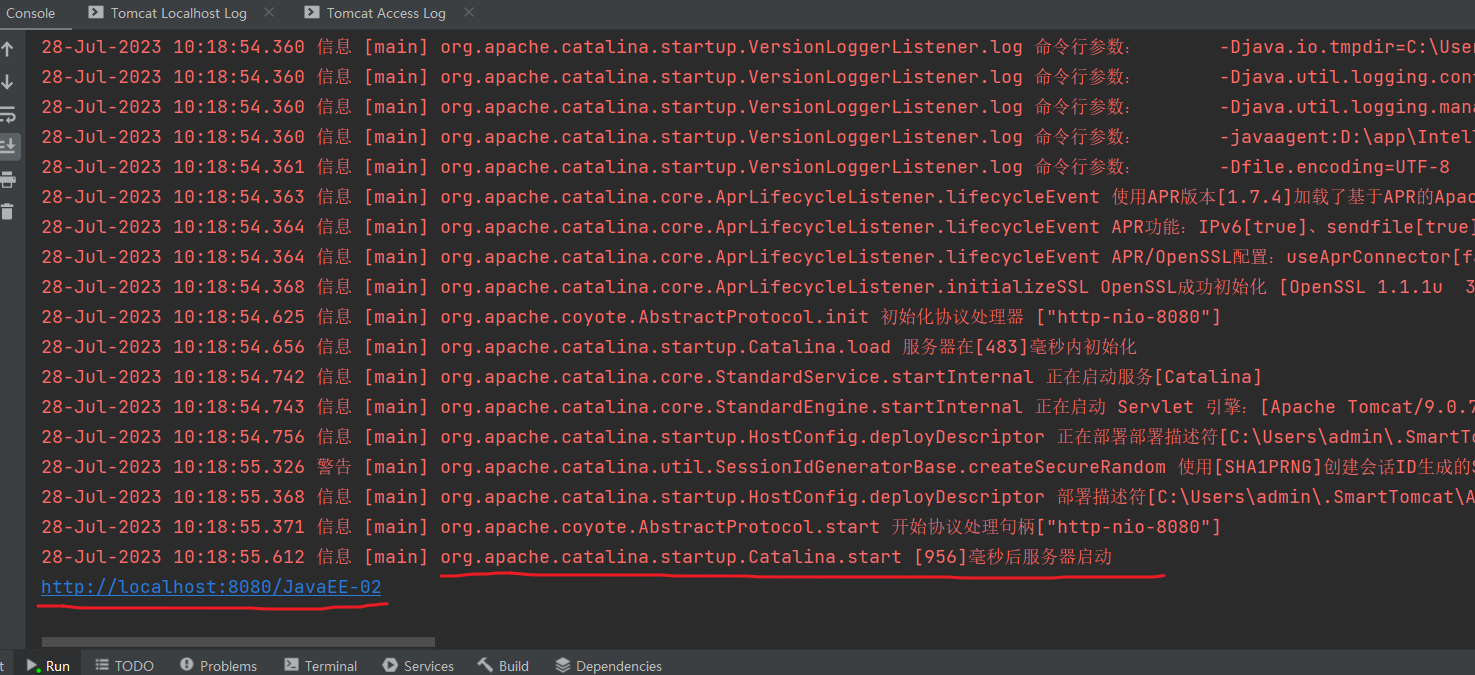 Console Tomcat Localhost Log Tomcat Access Log
28-Jul-2023 10:18:54.360 信息 [main] org.apache.catalina.startup.VersionLoggerListener.log 命令行参数: -Djava.io.tmpdir=C:\User
28-Jul-2023 10:18:54.360 信息 [main] org.apache.catalina.startup.VersionLoggerListener.log 命令行参数: -Djava.util.logging.con
28-Jul-2023 10:18:54.360 信息 [main] org.apache.catalina.startup.VersionLoggerListener.log 命令行参数: -Djava.util.logging.mana
28-Jul-2023 10:18:54.360 信息 [main] org.apache.catalina.startup.VersionLoggerListener.log 命令行参数: -javaagent:D:\app\Intel
28-Jul-2023 10:18:54.361 信息 [main] org.apache.catalina.startup.VersionLoggerListener.log 命令行参数: -Dfile.encoding=UTF-8
28-Jul-2023 10:18:54.363 信息 [main] org.apache.catalina.core.AprLifecycleListener.lifecycleEvent 使用APR版本[1.7.4]加载了基于APR的Apac
28-Jul-2023 10:18:54.364 信息 [main] org.apache.catalina.core.AprLifecycleListener.lifecycleEvent APR功能: IPv6[true]、sendfile[true]
28-Jul-2023 10:18:54.364 信息 [main] org.apache.catalina.core.AprLifecycleListener.lifecycleEvent APR/OpenSSL配置: useAprConnector[fa
28-Jul-2023 10:18:54.368 信息 [main] org.apache.catalina.core.AprLifecycleListener.initializeSSL OpenSSL成功初始化 [OpenSSL 1.1.1u 3
28-Jul-2023 10:18:54.625 信息 [main] org.apache.coyote.AbstractProtocol.init 初始化协议处理器 ["http-nio-8080"]
28-Jul-2023 10:18:54.656 信息 [main] org.apache.catalina.startup.Catalina.load 服务器在[483]毫秒内初始化
28-Jul-2023 10:18:54.742 信息 [main] org.apache.catalina.core.StandardService.startInternal 正在启动服务[Catalina]
28-Jul-2023 10:18:54.743 信息 [main] org.apache.catalina.core.StandardEngine.startInternal 正在启动 Servlet 引擎: [Apache Tomcat/9.0.7
28-Jul-2023 10:18:54.756 信息 [main] org.apache.catalina.startup.HostConfig.deployDescriptor 正在部署部署描述符[C:\Users\admin\.SmartTo
28-Jul-2023 10:18:55.326 警告 [main] org.apache.catalina.util.SessionIdGeneratorBase.createSecureRandom 使用[SHA1PRNG]创建会话ID生成的S
28-Jul-2023 10:18:55.368 信息 [main] org.apache.catalina.startup.HostConfig.deployDescriptor 部署描述符[C:\Users\admin\.SmartTomcat\A
28-Jul-2023 10:18:55.371 信息 [main] org.apache.coyote.AbstractProtocol.start 开始协议处理句柄["http-nio-8080"]
28-Jul-2023 10:18:55.612 信息 [main] org.apache.catalina.startup.Catalina.start [956]毫秒后服务器启动
http://localhost:8080/JavaEE-02
t Run TODO Problems Terminal Services Build Dependencies